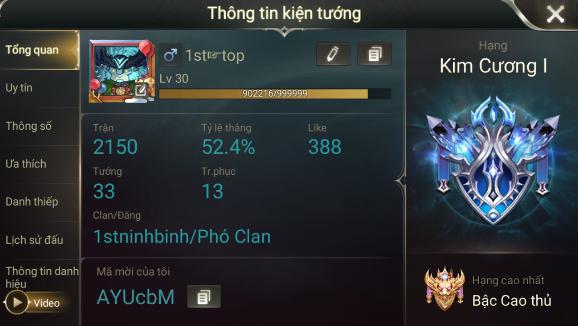 Thông tin kiện tướng
Tổng quan
Uy tín
Thông số
Ưa thích
Danh thiếp
Lịch sử đấu
Thông tin danh hiệu
Video
1st☞top
Lv 30
902216/999999
Trận
Tỷ lệ thắng
Like
2150
52.4%
388
Tướng
Tr.phục
33
13
Clan/Đăng
1stninhbinh/Phó Clan
Mã mời của tôi
AYUcbM
Hạng
Kim Cương I
Hạng cao nhất
Bậc Cao thủ